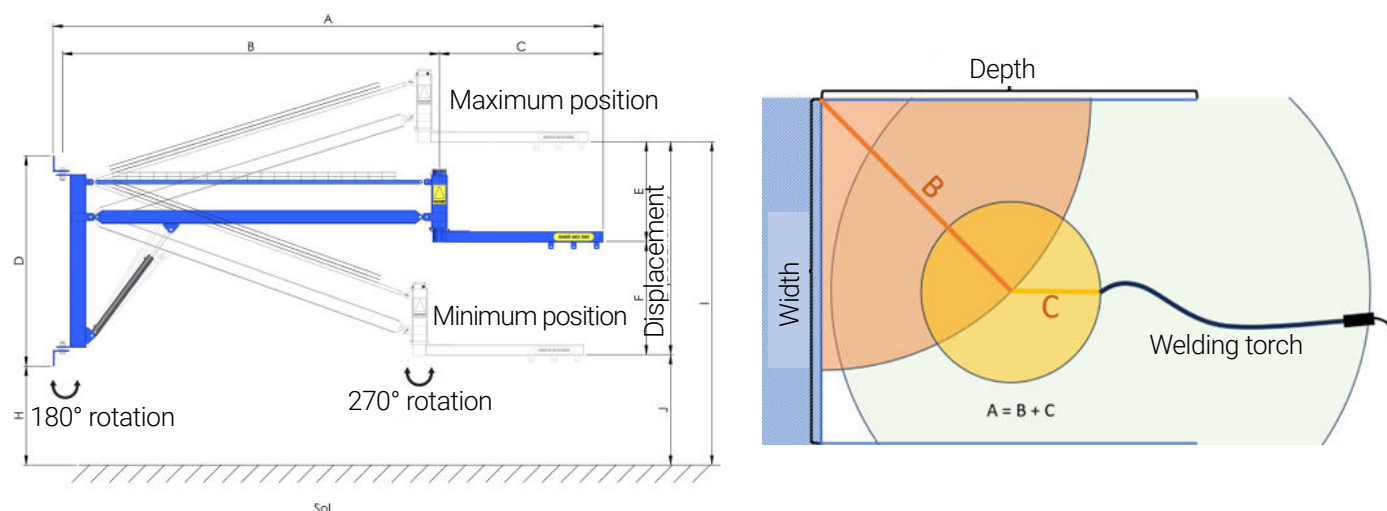 A
B
C
Maximum position
E
Displacement
D
F
I
Minimum position
270° rotation
180° rotation
H
J
Sol
Depth
B
Width
C
Welding torch
A = B + C